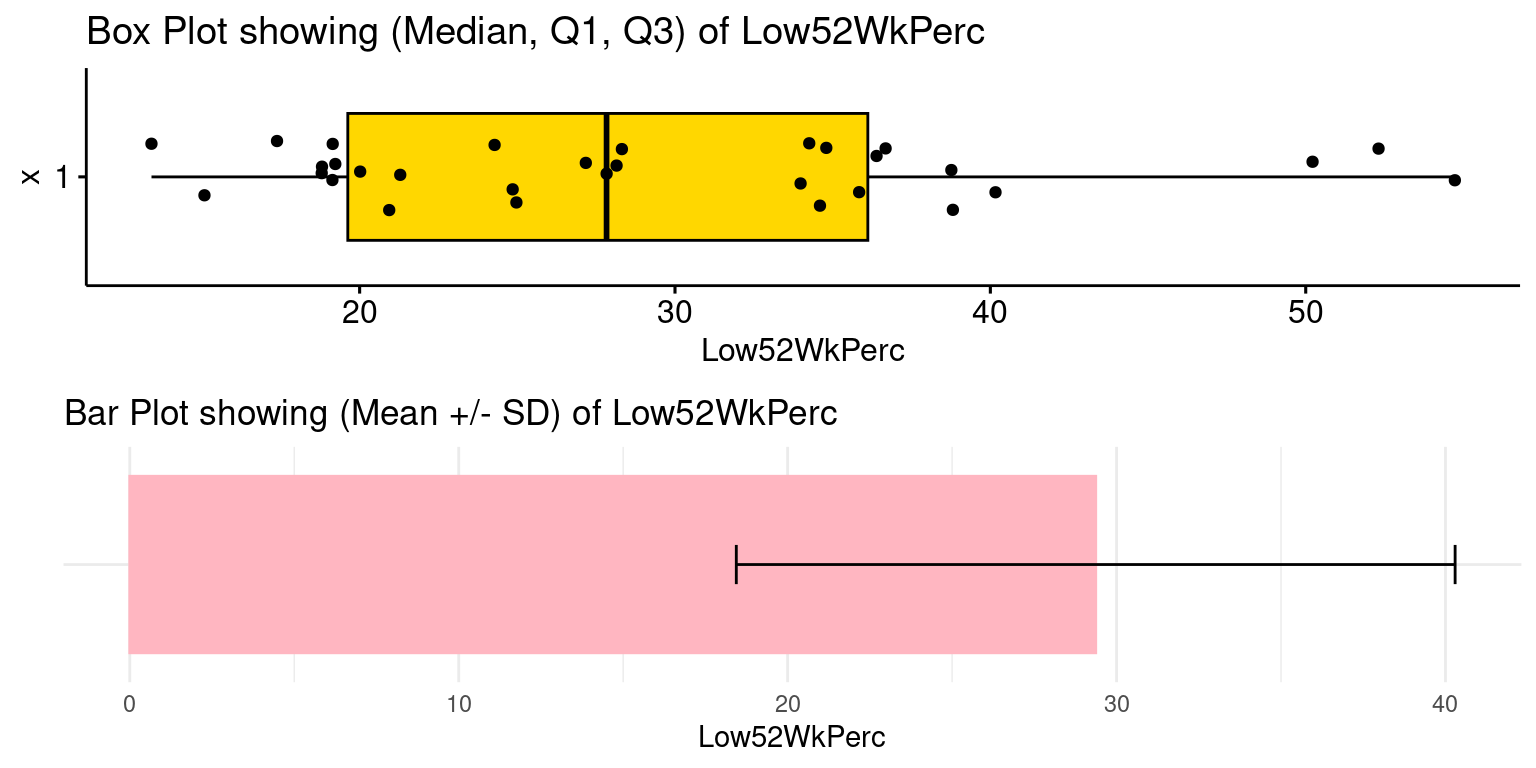 Box Plot showing (Median, Q1, Q3) of Low52WkPerc
x 1
20 30 40 50
Low52WkPerc
Bar Plot showing (Mean +/- SD) of Low52WkPerc
0 10 20 30 40
Low52WkPerc